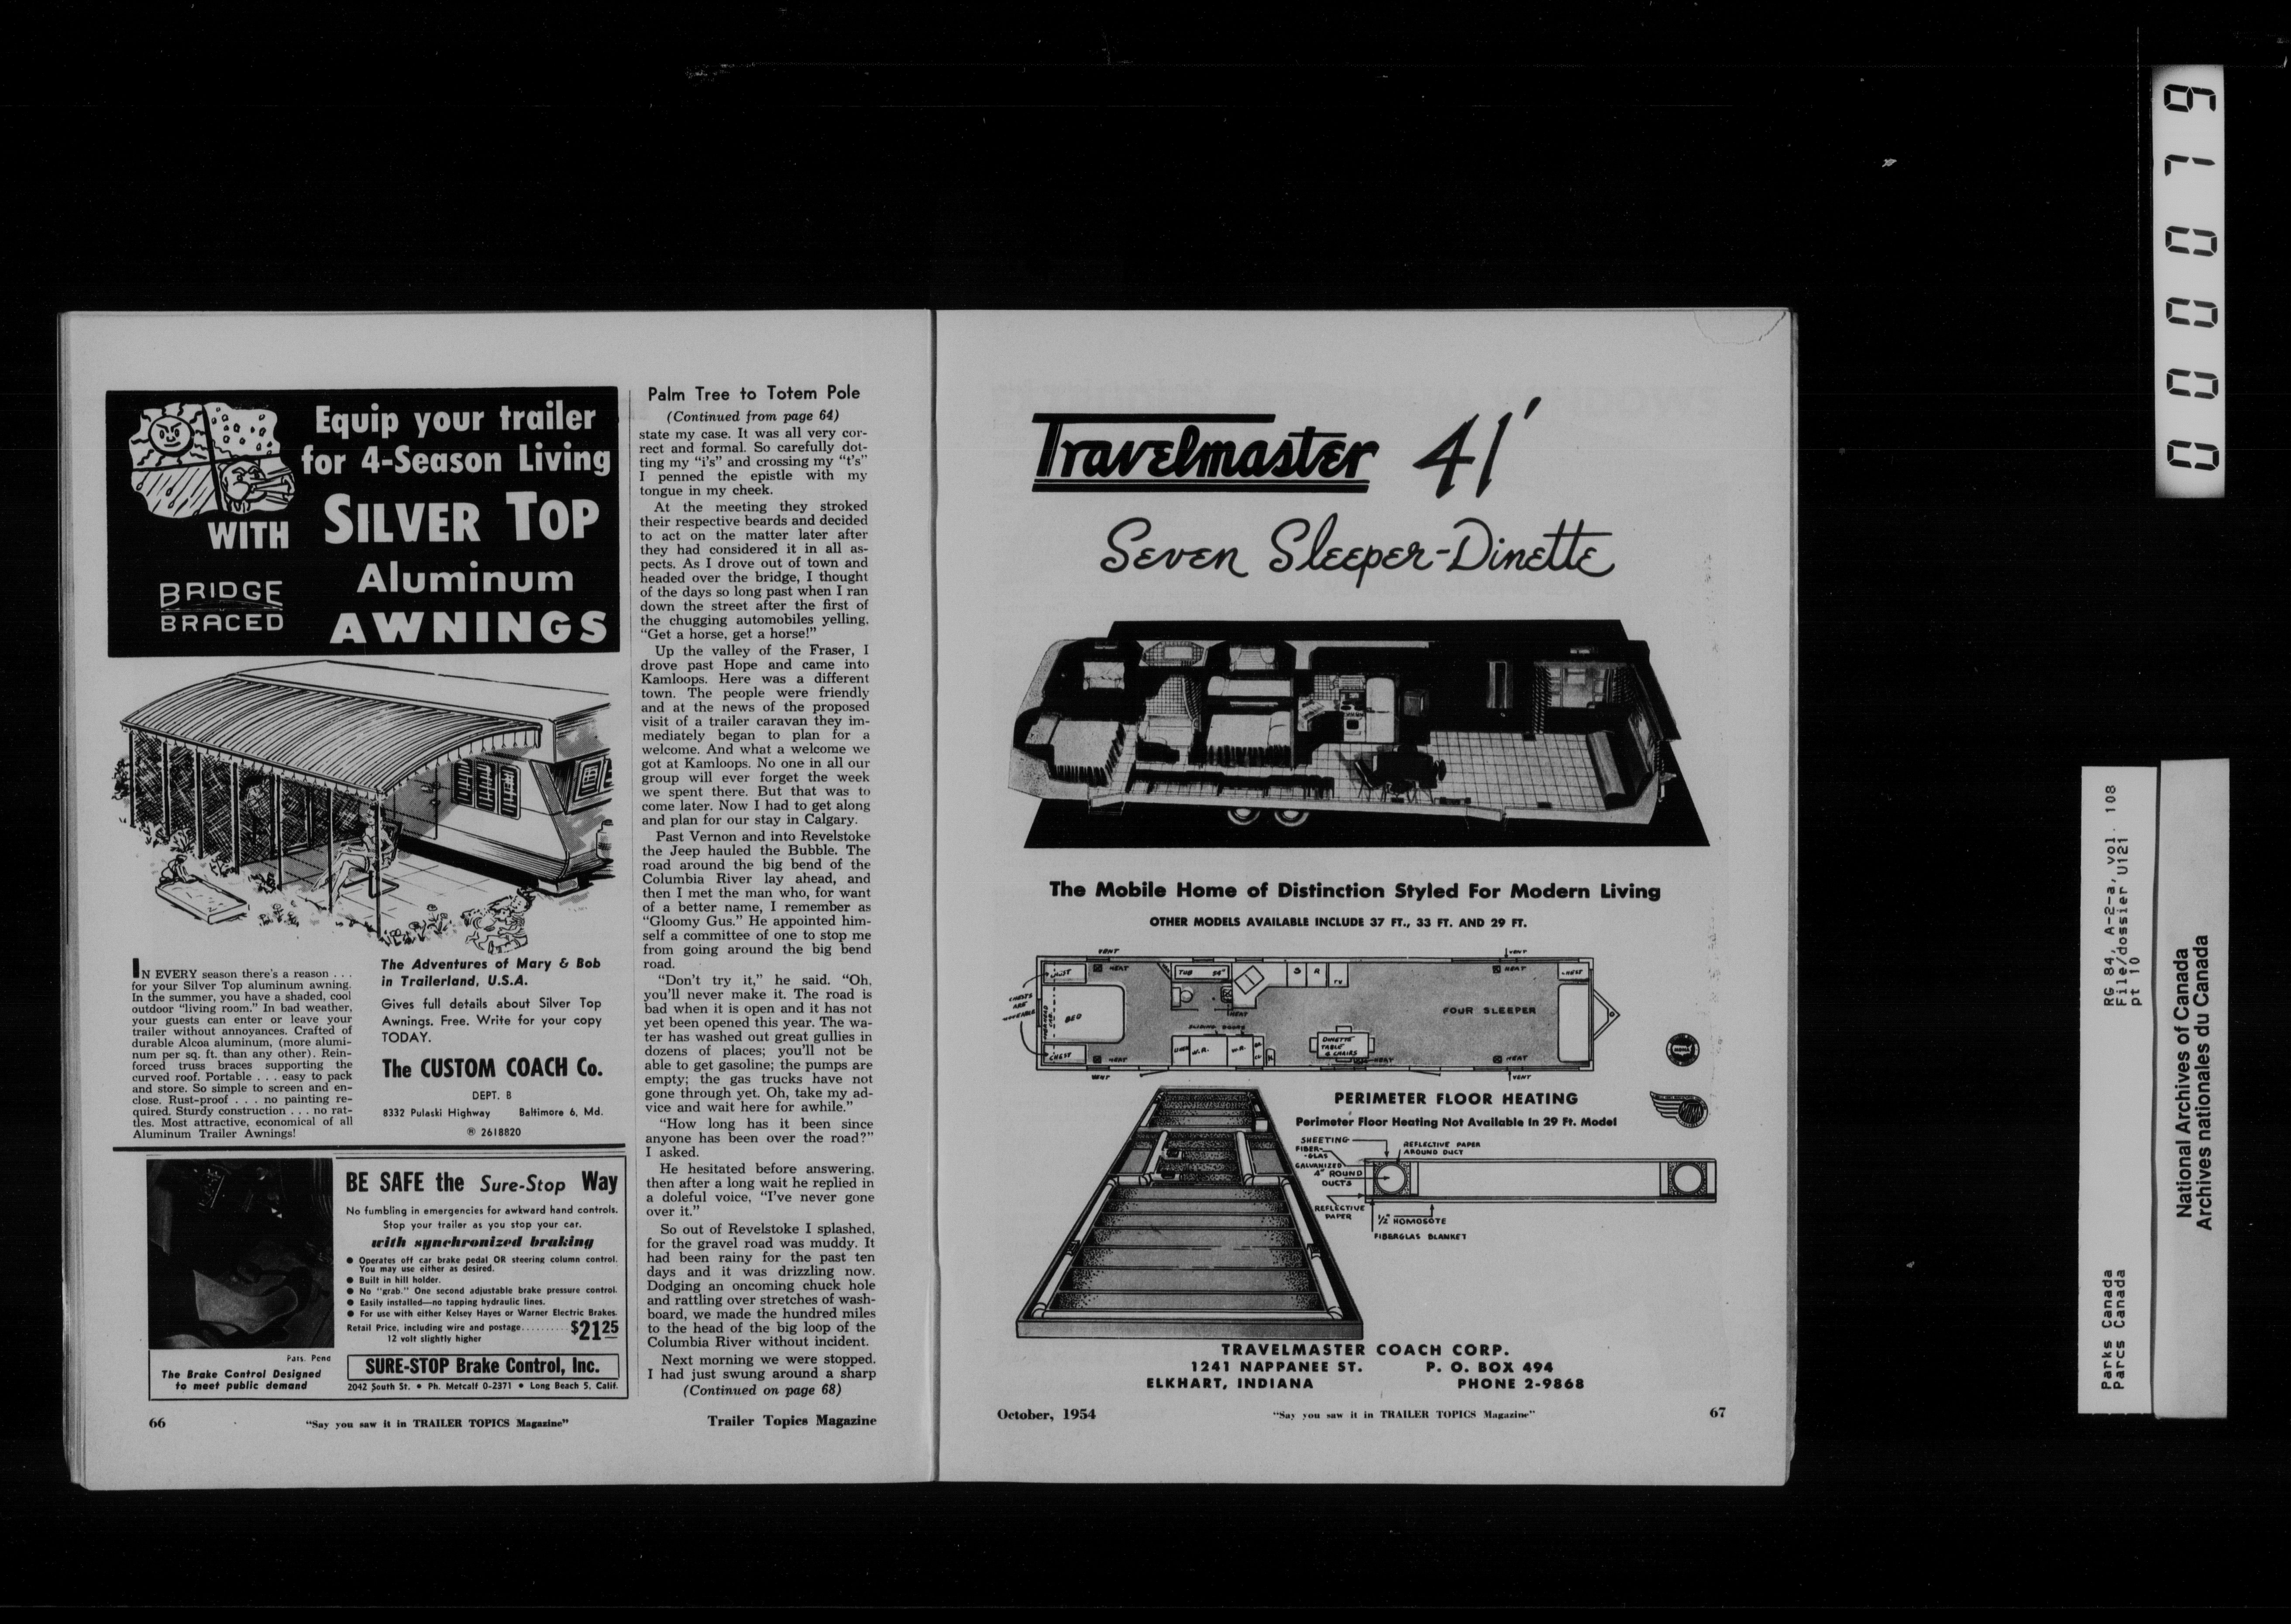 Equip your trailer
for 4-Season Living
WITH SILVER TOP
Aluminum
AWNINGS
BRIDGE
BRACED
IN EVERY season there's a reason . . .
for your Silver Top aluminum awning.
In the summer, you have a shaded, cool
outdoor "living room." In bad weather,
your guests can enter or leave your
trailer without annoyances. Crafted of
durable Alcoa aluminum, (more alumi-
num per sq. ft. than any other). Rein-
forced truss braces supporting the
curved roof. Portable . . . easy to pack
and store. So simple to screen and en-
close. Rust-proof . . . no painting re-
quired. Sturdy construction . . . no rat-
tles. Most attractive, economical of all
Aluminum Trailer Awnings!
The Adventures of Mary & Bob
in Trailerland, U.S.A.
Gives full details about Silver Top
Awnings. Free. Write for your copy
TODAY.
The CUSTOM COACH Co.
DEPT. B
8332 Pulaski Highway Baltimore 6, Md.
® 2618820
Pats. Pend
The Brake Control Designed
to meet public demand
BE SAFE the Sure-Stop Way
No fumbling in emergencies for awkward hand controls.
Stop your trailer as you stop your car.
with synchronized braking
● Operates off car brake pedal OR steering column control.
You may use either as desired.
● Built in hill holder.
● No "grab." One second adjustable brake pressure control.
● Easily installed—no tapping hydraulic lines.
● For use with either Kelsey Hayes or Warner Electric Brakes.
Retail Price, including wire and postage.......... $21.25
12 volt slightly higher
SURE-STOP Brake Control, Inc.
2042 South St. • Ph. Metcalf 0-2371 • Long Beach 5, Calif.
Palm Tree to Totem Pole
(Continued from page 64)
state my case. It was all very cor-
rect and formal. So carefully dot-
ting my "i's" and crossing my "t's"
I penned the epistle with my
tongue in my cheek.
At the meeting they stroked
their respective beards and decided
to act on the matter later after
they had considered it in all as-
pects. As I drove out of town and
headed over the bridge, I thought
of the days so long past when I ran
down the street after the first of
the chugging automobiles yelling,
"Get a horse, get a horse!"
Up the valley of the Fraser, I
drove past Hope and came into
Kamloops. Here was a different
town. The people were friendly
and at the news of the proposed
visit of a trailer caravan they im-
mediately began to plan for a
welcome. And what a welcome we
got at Kamloops. No one in all our
group will ever forget the week
we spent there. But that was to
come later. Now I had to get along
and plan for our stay in Calgary.
Past Vernon and into Revelstoke
the Jeep hauled the Bubble. The
road around the big bend of the
Columbia River lay ahead, and
then I met the man who, for want
of a better name, I remember as
"Gloomy Gus." He appointed him-
self a committee of one to stop me
from going around the big bend
road.
"Don't try it," he said. "Oh,
you'll never make it. The road is
bad when it is open and it has not
yet been opened this year. The wa-
ter has washed out great gullies in
dozens of places; you'll not be
able to get gasoline; the pumps are
empty; the gas trucks have not
gone through yet. Oh, take my ad-
vice and wait here for awhile."
"How long has it been since
anyone has been over the road?"
I asked.
He hesitated before answering,
then after a long wait he replied in
a doleful voice, "I've never gone
over it."
So out of Revelstoke I splashed,
for the gravel road was muddy. It
had been rainy for the past ten
days and it was drizzling now.
Dodging an oncoming chuck hole
and rattling over stretches of wash-
board, we made the hundred miles
to the head of the big loop of the
Columbia River without incident.
Next morning we were stopped.
I had just swung around a sharp
(Continued on page 68)
66 "Say you saw it in TRAILER TOPICS Magazine" Trailer Topics Magazine
Travelmaster 41'
Seven Sleeper-Dinette
The Mobile Home of Distinction Styled For Modern Living
OTHER MODELS AVAILABLE INCLUDE 37 FT., 33 FT. AND 29 FT.
VENT
VENT
CHEST
HEAT
TUB 54"
S
R
TV
HEAT
CHEST
CHESTS
ARE
MOVEABLE
BED
HEAT
SLIDING DOORS
FOUR SLEEPER
DINETTE
TABLE
4 CHAIRS
CHEST
HEAT
LINEN
W.R.
W.R.
HEAT
HEAT
VENT
VENT
PERIMETER FLOOR HEATING
Perimeter Floor Heating Not Available In 29 Ft. Model
SHEETING
FIBER-
GLAS
GALVANIZED
4" ROUND
DUCTS
REFLECTIVE PAPER
AROUND DUCT
REFLECTIVE
PAPER
1/2" HOMOSOTE
FIBERGLAS BLANKET
TRAVELMASTER COACH CORP.
1241 NAPPANEE ST. P. O. BOX 494
ELKHART, INDIANA PHONE 2-9868
October, 1954 "Say you saw it in TRAILER TOPICS Magazine" 67
000079
RG 84, A-2-a, vol. 108
File/dossier U121
pt 10
Parks Canada
Parcs Canada
National Archives of Canada
Archives nationales du Canada